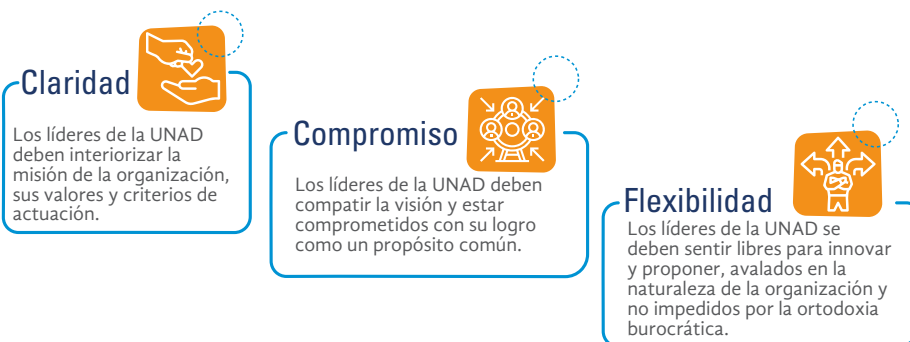 Claridad
Los líderes de la UNAD
deben interiorizar la
misión de la organización,
sus valores y criterios de
actuación.
Compromiso
Los líderes de la UNAD deben
compatir la visión y estar
comprometidos con su logro
como un propósito común.
Flexibilidad
Los líderes de la UNAD se
deben sentir libres para innovar
y proponer, avalados en la
naturaleza de la organización y
no impedidos por la ortodoxia
burocrática.